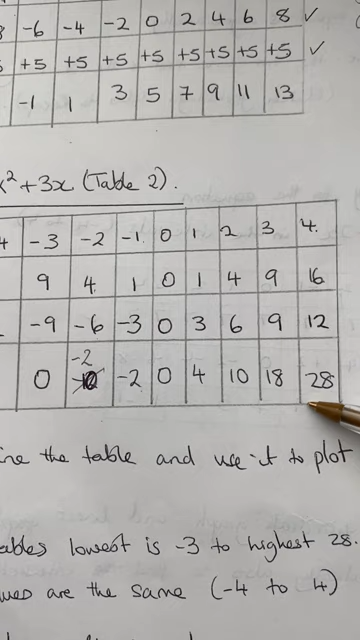 -6 -4 -2 0 2 4 6 8 ✓
+5 +5 +5 +5 +5 +5 +5 +5 ✓
-1 1 3 5 7 9 11 13
x² + 3x (Table 2).
4 -3 -2 -1 0 1 2 3 4
9 4 1 0 1 4 9 16
-9 -6 -3 0 3 6 9 12
-2
0 -2 0 4 10 18 28
ine the table and use it to plot
ables lowest is -3 to highest 28.
ues are the same (-4 to 4)